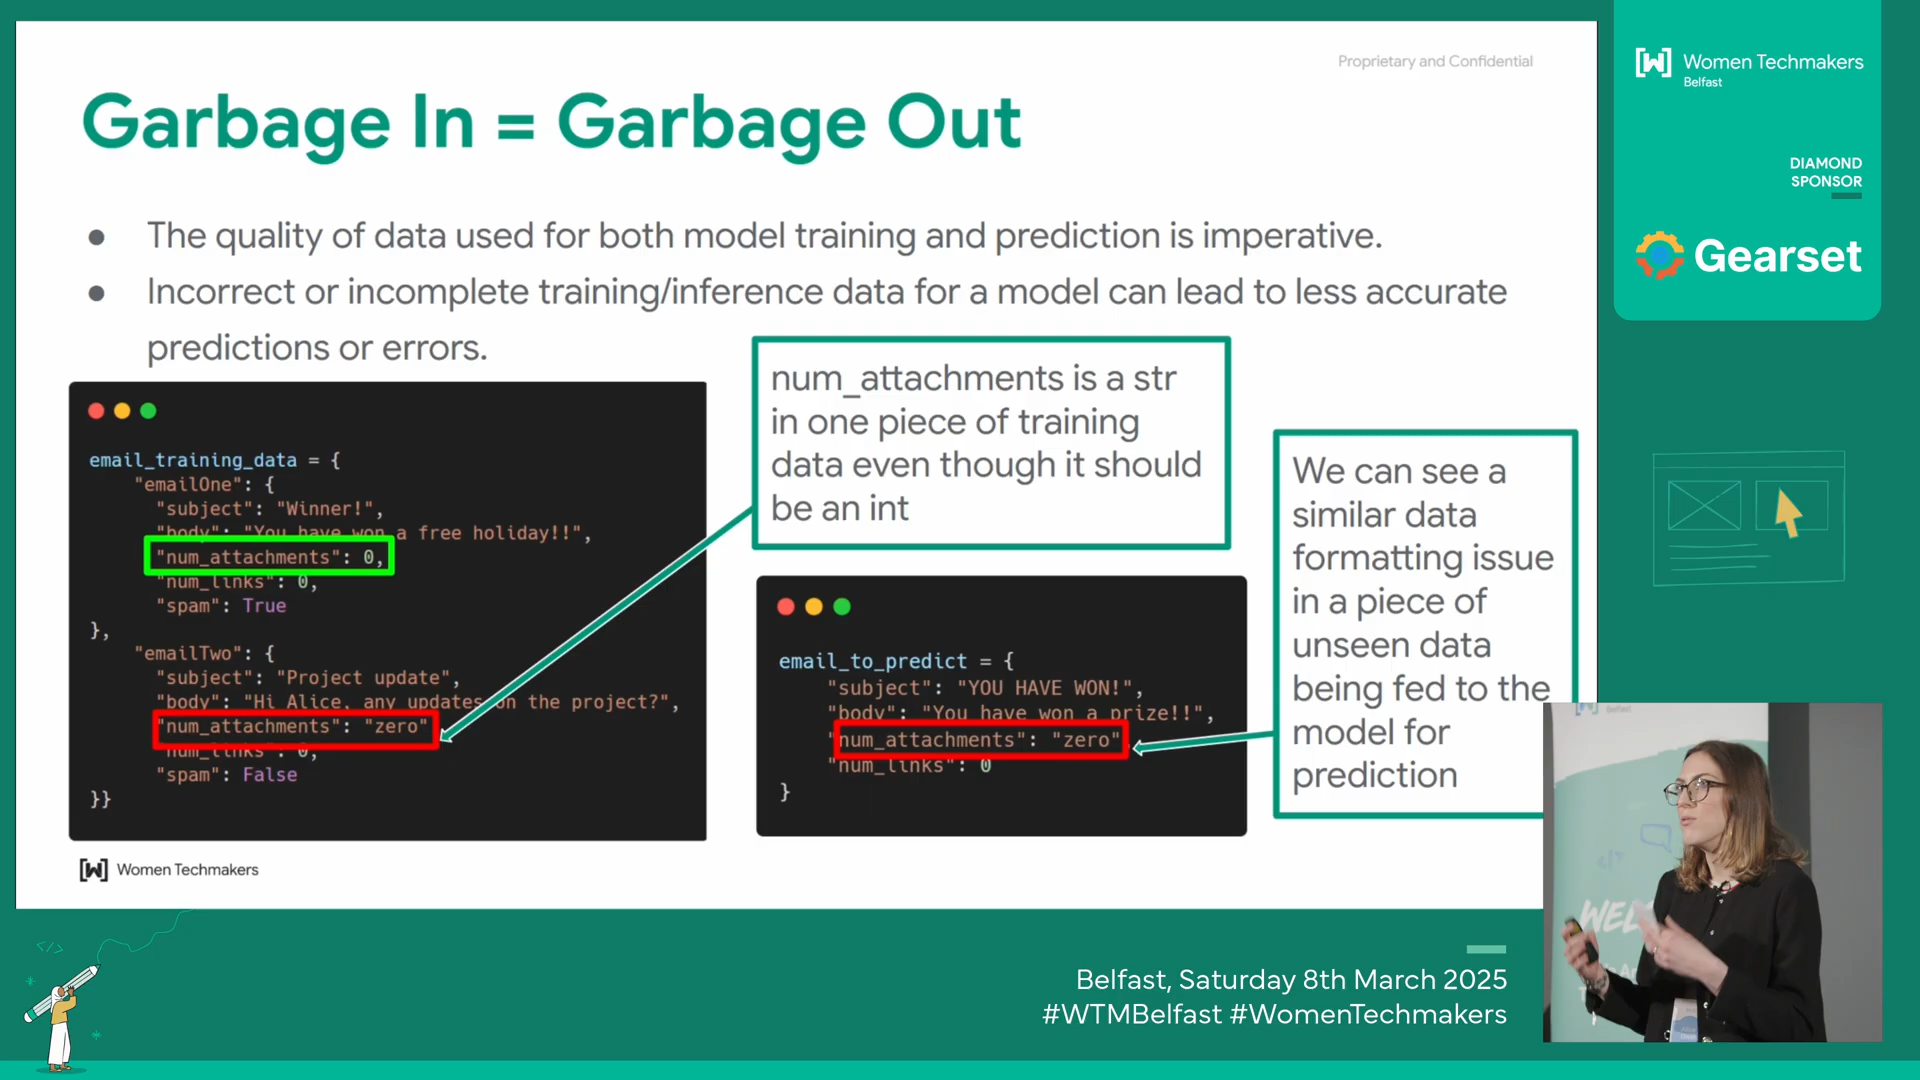 Proprietary and Confidential
Garbage In = Garbage Out
● The quality of data used for both model training and prediction is imperative.
● Incorrect or incomplete training/inference data for a model can lead to less accurate
predictions or errors.
email_training_data = {
"emailOne": {
"subject": "Winner!",
"body": "You have won a free holiday!!",
"num_attachments": 0,
"num_links": 0,
"spam": True
},
"emailTwo": {
"subject": "Project update",
"body": "Hi Alice, any updates on the project?",
"num_attachments": "zero"
"num_links": 0,
"spam": False
}}
num_attachments is a str
in one piece of training
data even though it should
be an int
email_to_predict = {
"subject": "YOU HAVE WON!",
"body": "You have won a prize!!",
"num_attachments": "zero"
"num_links": 0
}
We can see a
similar data
formatting issue
in a piece of
unseen data
being fed to the
model for
prediction
Women Techmakers
Women Techmakers
Belfast
DIAMOND
SPONSOR
Gearset
Belfast, Saturday 8th March 2025
#WTMBelfast #WomenTechmakers